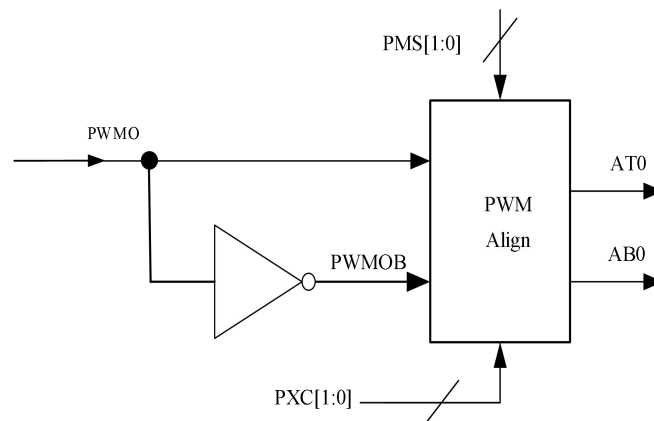 PMS[1:0]
PWMO
AT0
PWM
Align
PWMOB
AB0
PXC[1:0]